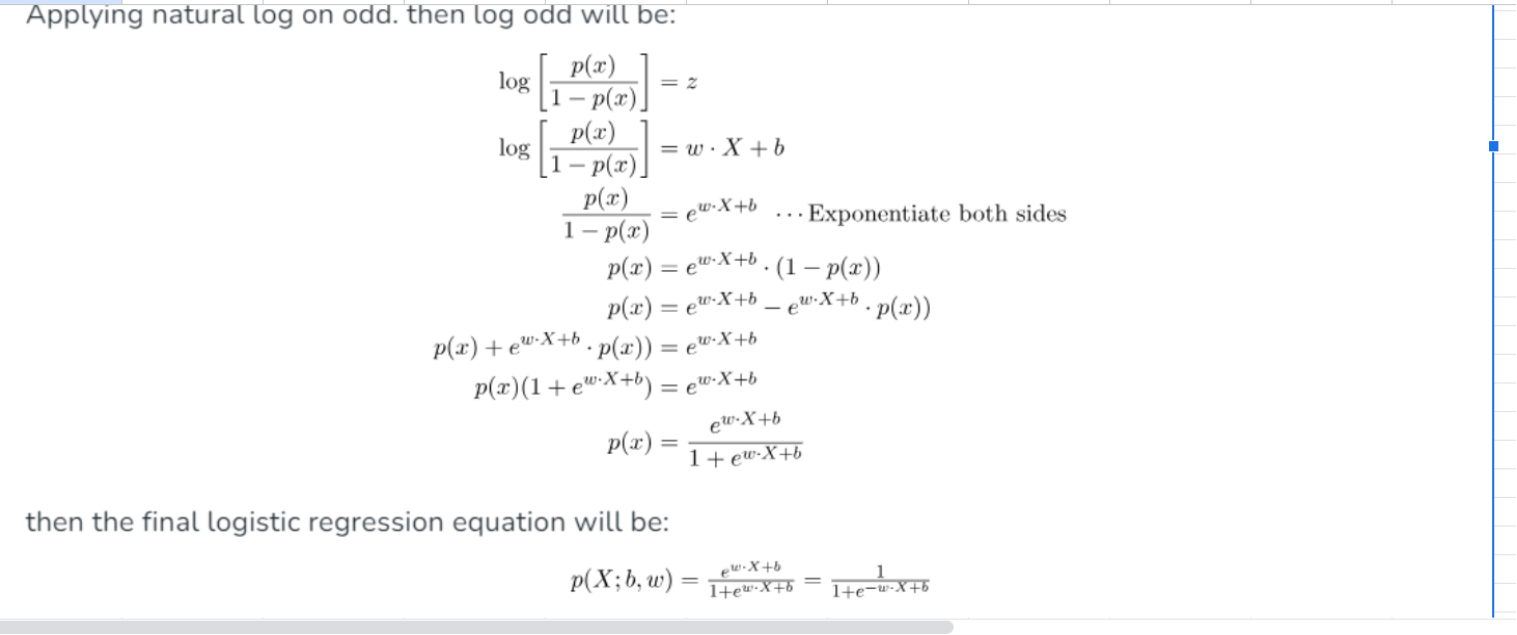 Applying natural log on odd. then log odd will be:
log [ p(x) / (1 − p(x)) ] = z
log [ p(x) / (1 − p(x)) ] = w · X + b
p(x) / (1 − p(x)) = e^{w·X+b} ··· Exponentiate both sides
p(x) = e^{w·X+b} · (1 − p(x))
p(x) = e^{w·X+b} − e^{w·X+b} · p(x))
p(x) + e^{w·X+b} · p(x)) = e^{w·X+b}
p(x)(1 + e^{w·X+b}) = e^{w·X+b}
p(x) = e^{w·X+b} / (1 + e^{w·X+b})
then the final logistic regression equation will be:
p(X; b, w) = e^{w·X+b} / (1+e^{w·X+b}) = 1 / (1+e^{−w·X+b})